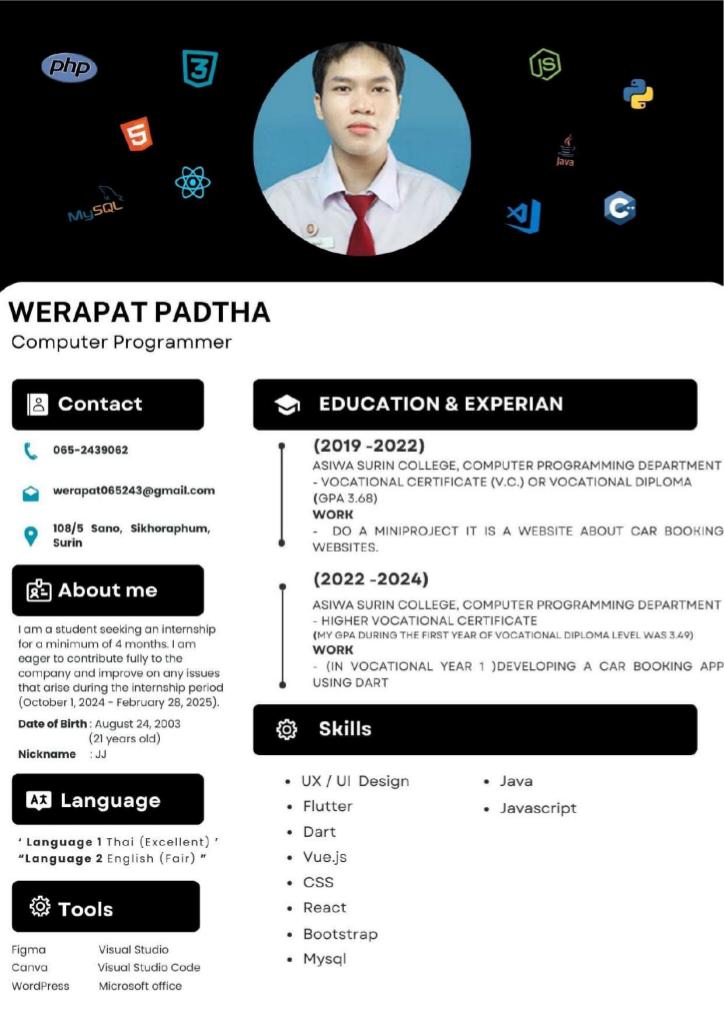 php
3
JS
5
Java
MySQL
C++
WERAPAT PADTHA
Computer Programmer
Contact
065-2439062
werapat065243@gmail.com
108/5 Sano, Sikhoraphum,
Surin
About me
I am a student seeking an internship
for a minimum of 4 months. I am
eager to contribute fully to the
company and improve on any issues
that arise during the internship period
(October 1, 2024 - February 28, 2025).
Date of Birth : August 24, 2003
(21 years old)
Nickname : JJ
Language
‘ Language 1 Thai (Excellent) ’
“Language 2 English (Fair) ”
Tools
Figma Visual Studio
Canva Visual Studio Code
WordPress Microsoft office
EDUCATION & EXPERIAN
(2019 -2022)
ASIWA SURIN COLLEGE, COMPUTER PROGRAMMING DEPARTMENT
- VOCATIONAL CERTIFICATE (V.C.) OR VOCATIONAL DIPLOMA
(GPA 3.68)
WORK
- DO A MINIPROJECT IT IS A WEBSITE ABOUT CAR BOOKING
WEBSITES.
(2022 -2024)
ASIWA SURIN COLLEGE, COMPUTER PROGRAMMING DEPARTMENT
- HIGHER VOCATIONAL CERTIFICATE
(MY GPA DURING THE FIRST YEAR OF VOCATIONAL DIPLOMA LEVEL WAS 3.49)
WORK
- (IN VOCATIONAL YEAR 1 )DEVELOPING A CAR BOOKING APP
USING DART
Skills
• UX / UI Design
• Flutter
• Dart
• Vue.js
• CSS
• React
• Bootstrap
• Mysql
• Java
• Javascript